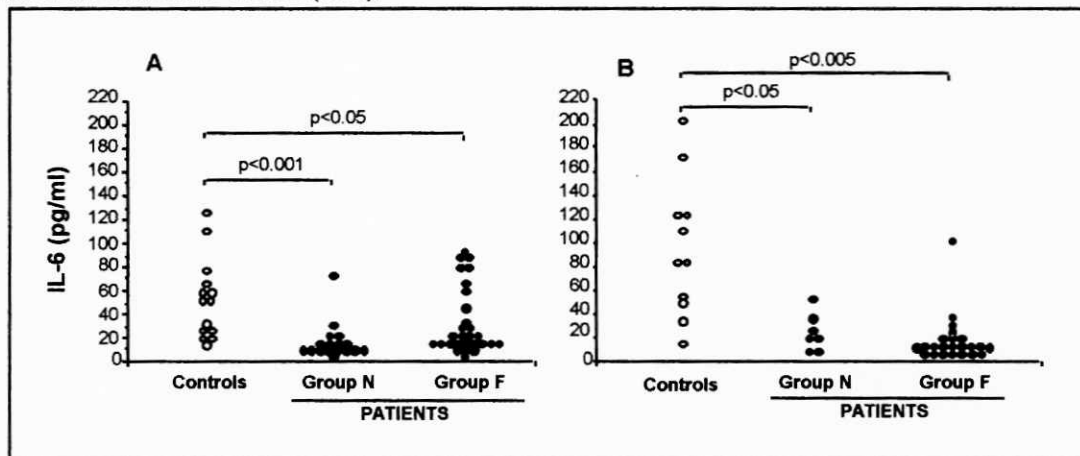 A
B
p<0.005
220
200
180
160
140
120
100
80
60
40
20
0
IL-6 (pg/ml)
p<0.05
p<0.001
Controls
Group N
Group F
PATIENTS
220
200
180
160
140
120
100
80
60
40
20
0
p<0.05
Controls
Group N
Group F
PATIENTS